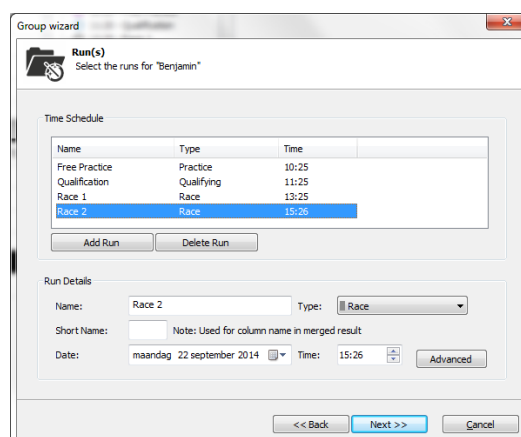 Group wizard
Run(s)
Select the runs for "Benjamin"
Time Schedule
Name Type Time
Free Practice Practice 10:25
Qualification Qualifying 11:25
Race 1 Race 13:25
Race 2 Race 15:26
Add Run Delete Run
Run Details
Name: Race 2 Type: Race
Short Name: Note: Used for column name in merged result
Date: maandag 22 september 2014 Time: 15:26 Advanced
<< Back Next >> Cancel